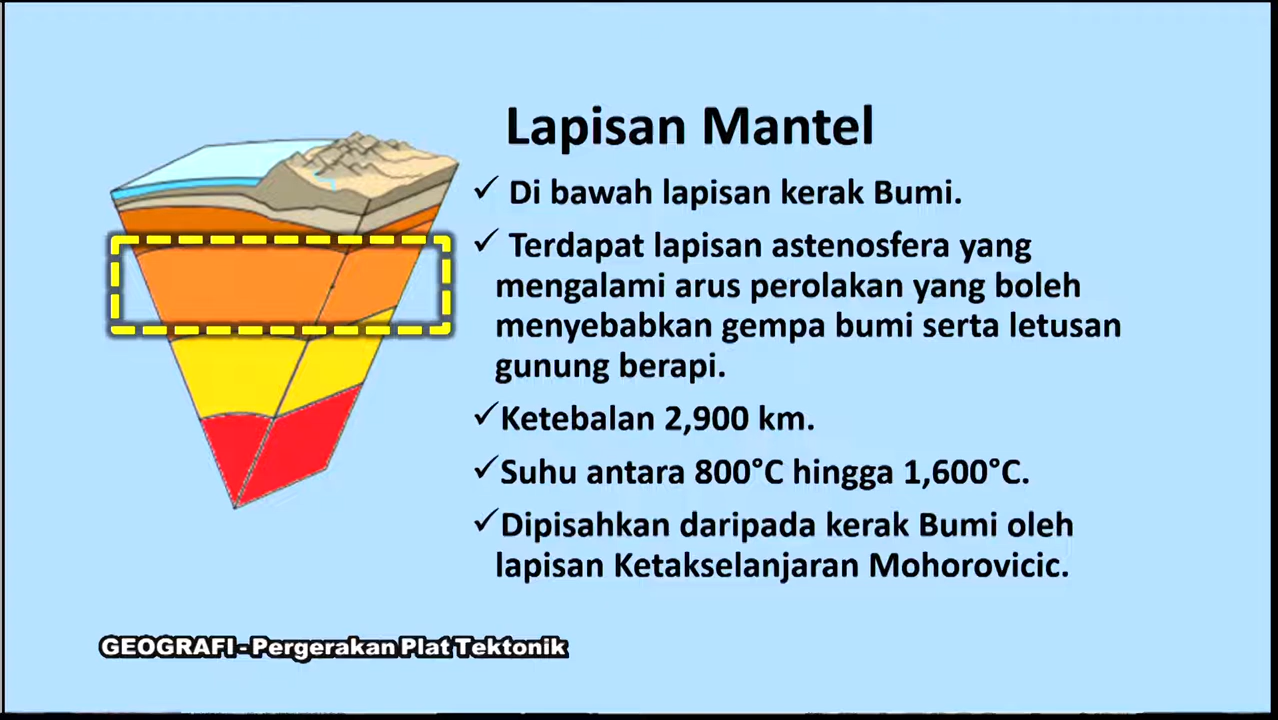 Lapisan Mantel
✓ Di bawah lapisan kerak Bumi.
✓ Terdapat lapisan astenosfera yang
mengalami arus perolakan yang boleh
menyebabkan gempa bumi serta letusan
gunung berapi.
✓Ketebalan 2,900 km.
✓Suhu antara 800°C hingga 1,600°C.
✓Dipisahkan daripada kerak Bumi oleh
lapisan Ketakselanjaran Mohorovicic.
GEOGRAFI - Pergerakan Plat Tektonik